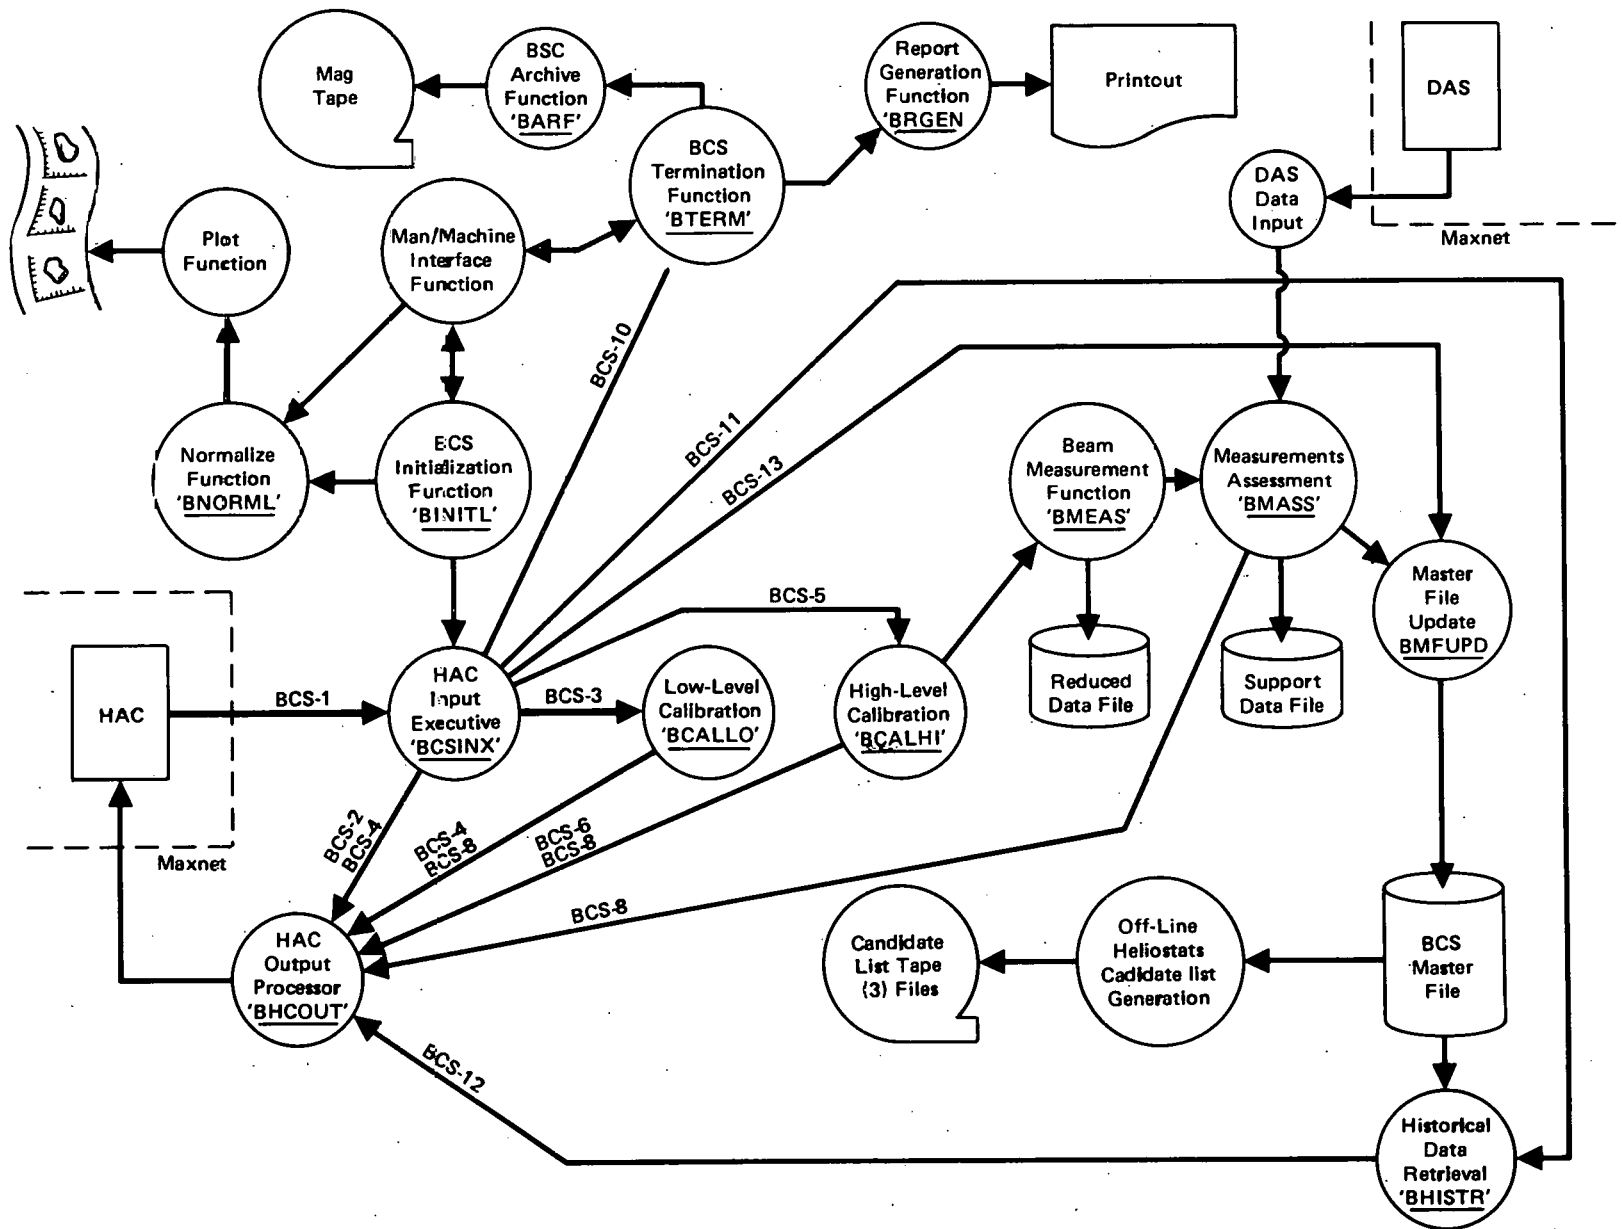 Mag
Tape
BSC
Archive
Function
'BARF'
BCS
Termination
Function
'BTERM'
Report
Generation
Function
'BRGEN
Printout
DAS
DAS
Data
Input
Maxnet
Plot
Function
Man/Machine
Interface
Function
BCS-10
BCS-11
BCS-13
Normalize
Function
'BNORML'
BCS
Initialization
Function
'BINITL'
Beam
Measurement
Function
'BMEAS'
Measurements
Assessment
'BMASS'
Master
File
Update
BMFUPD
BCS-5
HAC
BCS-1
HAC
Input
Executive
'BCSINX'
BCS-3
Low-Level
Calibration
'BCALLO'
High-Level
Calibration
'BCALHI'
Reduced
Data File
Support
Data File
Maxnet
BCS-2
BCS-4
BCS-4
BCS-8
BCS-6
BCS-8
BCS-8
HAC
Output
Processor
'BHCOUT'
Candidate
List Tape
(3) Files
Off-Line
Heliostats
Cadidate list
Generation
BCS
Master
File
BCS-12
Historical
Data
Retrieval
'BHISTR'